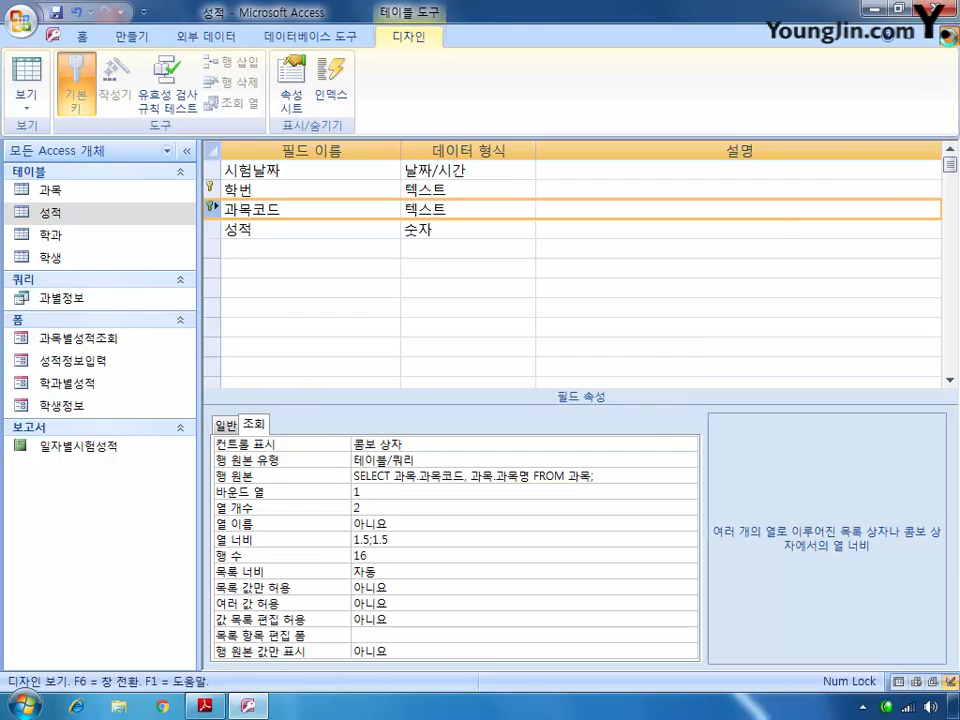 성적 - Microsoft Access
테이블 도구
YoungJin.com Y
홈
만들기
외부 데이터
데이터베이스 도구
디자인
보기
기본 키
작성기
유효성 검사 규칙 테스트
행 삽입
행 삭제
조회 열
속성 시트
인덱스
보기
도구
표시/숨기기
모든 Access 개체
«
테이블
과목
성적
학과
학생
쿼리
과별정보
폼
과목별성적조회
성적정보입력
학과별성적
학생정보
보고서
일자별시험성적
필드 이름 데이터 형식 설명
시험날짜 날짜/시간
학번 텍스트
과목코드 텍스트
성적 숫자
필드 속성
일반 조회
컨트롤 표시 콤보 상자
행 원본 유형 테이블/쿼리
행 원본 SELECT 과목.과목코드, 과목.과목명 FROM 과목;
바운드 열 1
열 개수 2
열 이름 아니요
열 너비 1.5;1.5
행 수 16
목록 너비 자동
목록 값만 허용 아니요
여러 값 허용 아니요
값 목록 편집 허용 아니요
목록 항목 편집 폼
행 원본 값만 표시 아니요
여러 개의 열로 이루어진 목록 상자나 콤보 상
자에서의 열 너비
디자인 보기. F6 = 창 전환. F1 = 도움말.
Num Lock